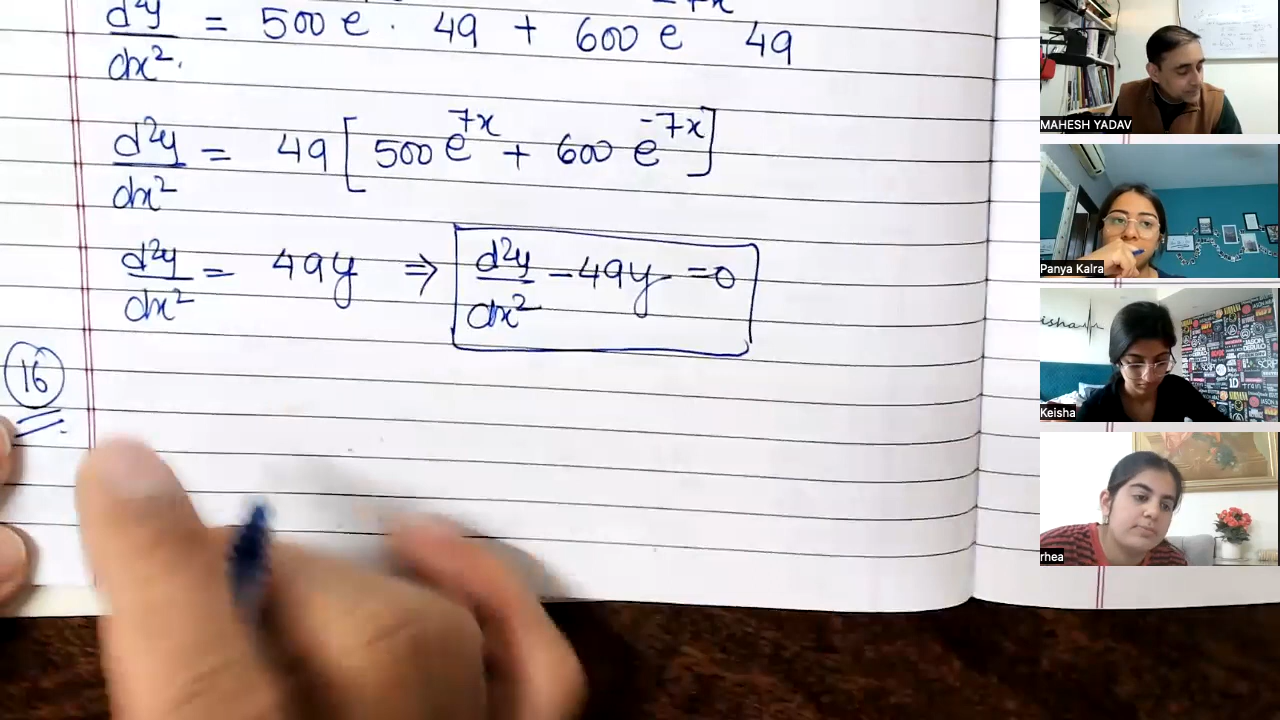 d²y/dx² = 500 e · 49 + 600 e 49
d²y/dx² = 49 [ 500 e^7x + 600 e^-7x ]
d²y/dx² = 49y ⇒ d²y/dx² - 49y = 0
16
MAHESH YADAV
Panya Kalra
Keisha
rhea